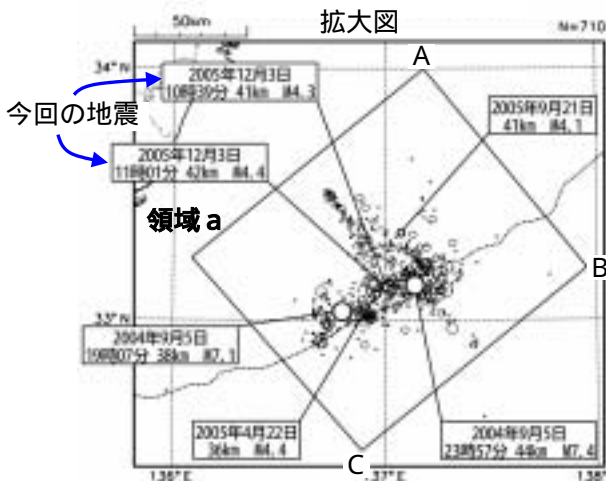 50km
拡大図
N=710
34°N
A
2005年12月3日
10時39分 41km M4.3
2005年9月21日
41km M4.1
今回の地震
2005年12月3日
11時01分 42km M4.4
領域a
B
33°N
2004年9月5日
19時07分 38km M7.1
2005年4月22日
36km M4.4
2004年9月5日
23時57分 44km M7.4
C
136°E
137°E
138°